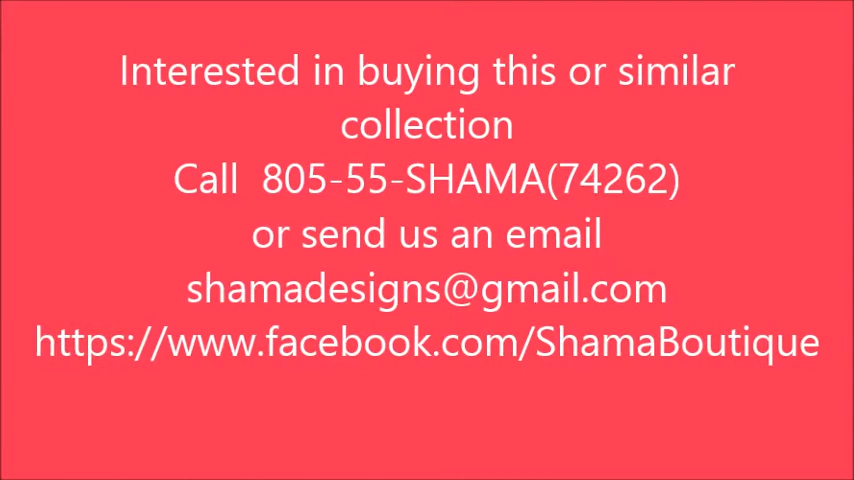 Interested in buying this or similar
collection
Call  805-55-SHAMA(74262)
or send us an email
shamadesigns@gmail.com
https://www.facebook.com/ShamaBoutique